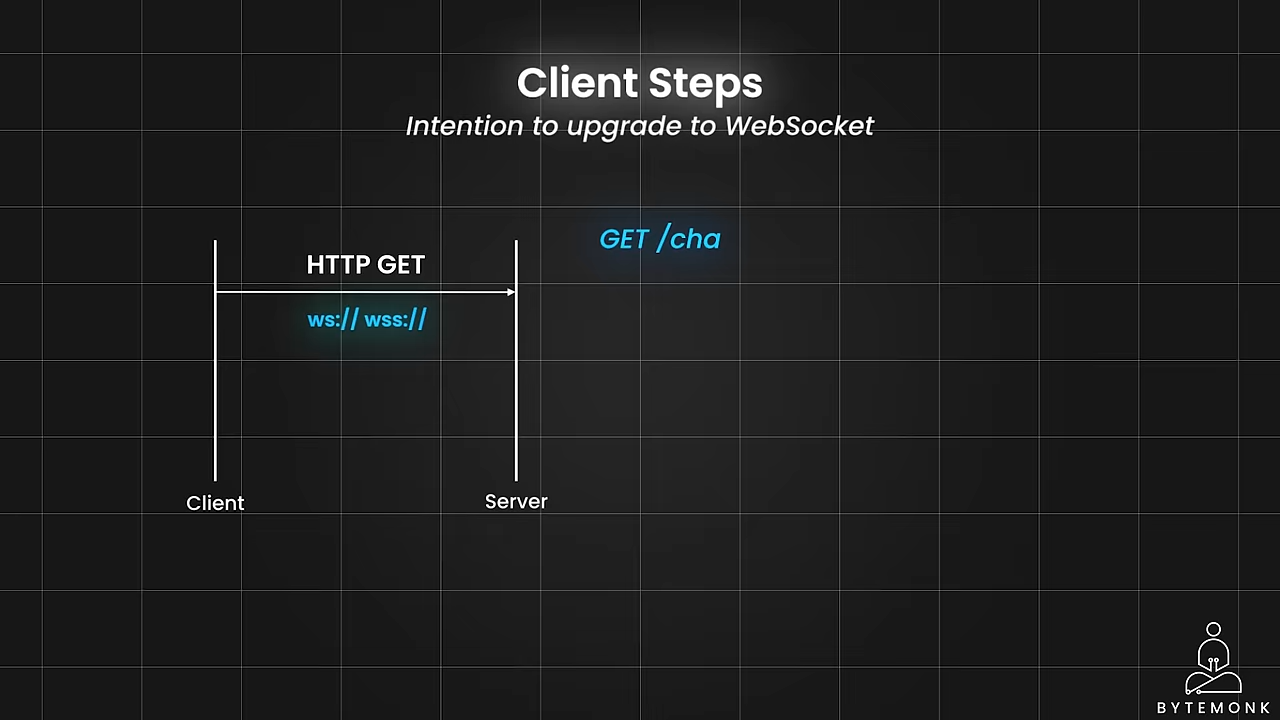 Client Steps
Intention to upgrade to WebSocket
GET /cha
HTTP GET
ws:// wss://
Client
Server
BYTEMONK